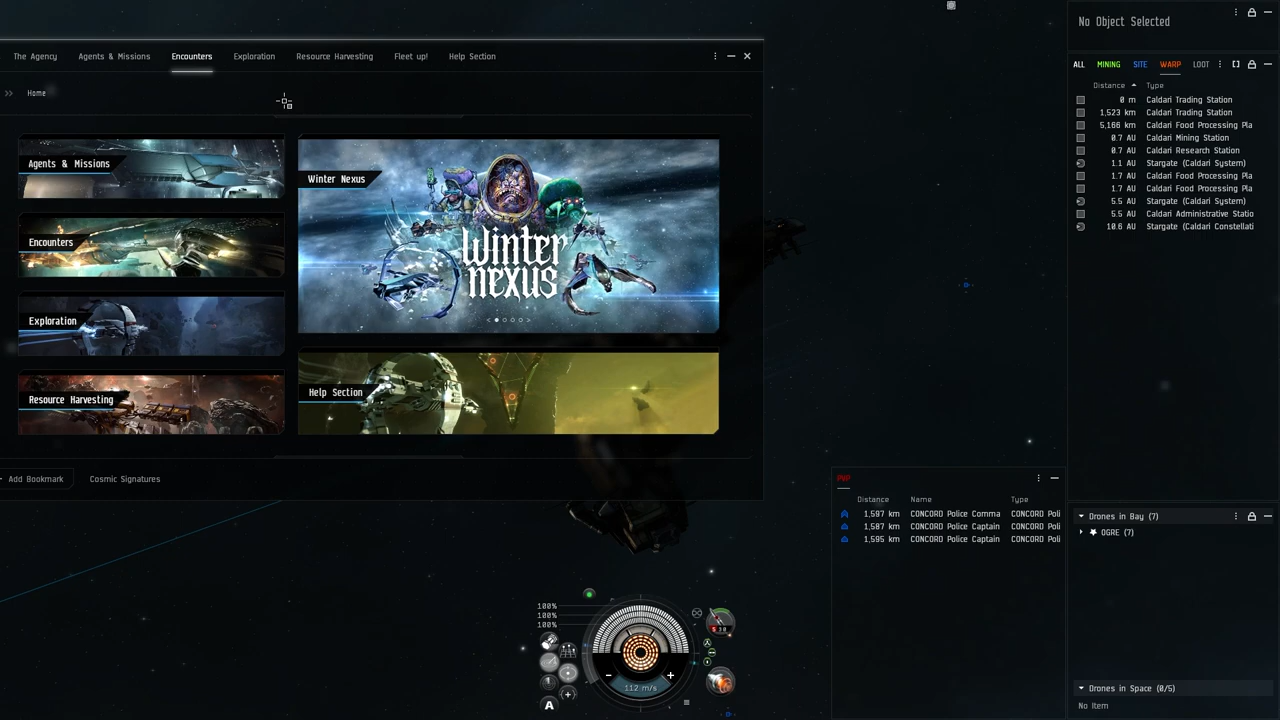 The Agency Agents & Missions Encounters Exploration Resource Harvesting Fleet up! Help Section
Home
Agents & Missions
Encounters
Exploration
Resource Harvesting
Winter Nexus
Winter
nexus
Help Section
Add Bookmark Cosmic Signatures
No Object Selected
ALL MINING SITE WARP LOOT
Distance Type
0 m Caldari Trading Station
1,523 km Caldari Trading Station
5,166 km Caldari Food Processing Pla
0.7 AU Caldari Mining Station
0.7 AU Caldari Research Station
1.1 AU Stargate (Caldari System)
1.7 AU Caldari Food Processing Pla
1.7 AU Caldari Food Processing Pla
5.5 AU Stargate (Caldari System)
5.5 AU Caldari Administrative Statio
10.6 AU Stargate (Caldari Constellati
PVP
Distance Name Type
1,597 km CONCORD Police Comma CONCORD Poli
1,587 km CONCORD Police Captain CONCORD Poli
1,595 km CONCORD Police Captain CONCORD Poli
Drones in Bay (7)
OGRE (7)
Drones in Space (0/5)
No Item
100%
100%
100%
112 m/s
A